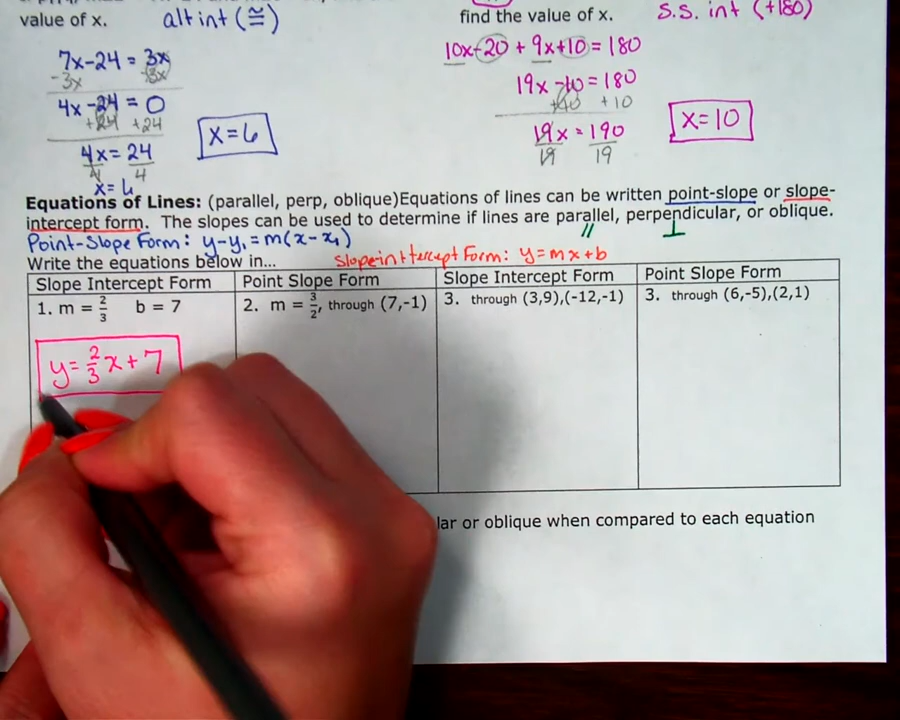 value of x. alt int (≅)
7x-24 = 3x
-3x -3x
4x-24 = 0
+24 +24
4x = 24
4 4
x = 6
x = 6
find the value of x. s.s. int (+180)
10x-20 + 9x+10 = 180
19x -10 = 180
+10 +10
19x = 190
19 19
x = 10
Equations of Lines: (parallel, perp, oblique)Equations of lines can be written point-slope or slope-
intercept form. The slopes can be used to determine if lines are parallel, perpendicular, or oblique.
// ⊥
Point-Slope Form: y-y₁ = m(x-x₁)
Slope intercept Form: y = mx+b
Write the equations below in...
Slope Intercept Form
1. m = 2/3 b = 7
y = 2/3 x + 7
Point Slope Form
2. m = 3/2, through (7,-1)
Slope Intercept Form
3. through (3,9),(-12,-1)
Point Slope Form
3. through (6,-5),(2,1)
or oblique when compared to each equation